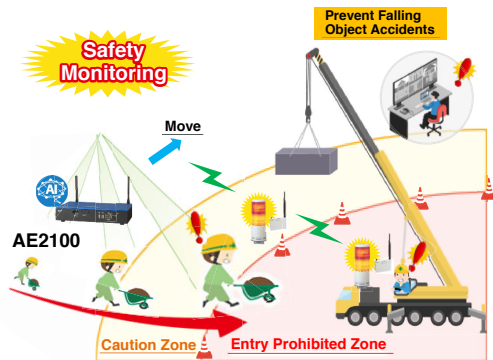 Safety
Monitoring
Prevent Falling
Object Accidents
Move
AI
AE2100
Caution Zone
Entry Prohibited Zone